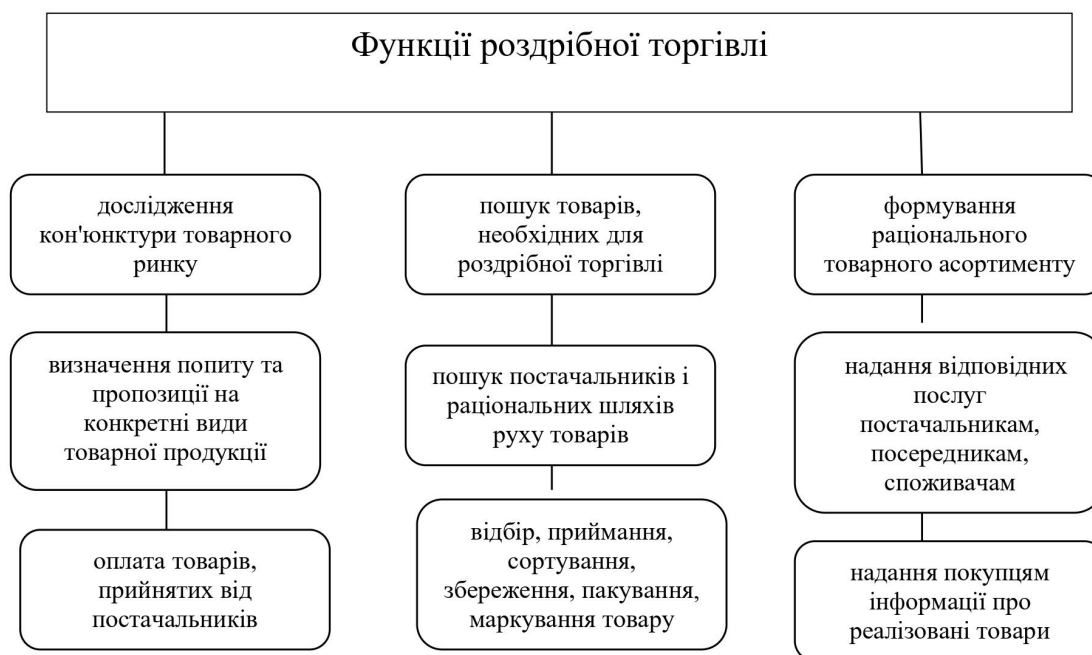 Функції роздрібної торгівлі
дослідження
кон'юнктури товарного
ринку
пошук товарів,
необхідних для
роздрібної торгівлі
формування
раціонального
товарного асортименту
визначення попиту та
пропозиції на
конкретні види
товарної продукції
пошук постачальників і
раціональних шляхів
руху товарів
надання відповідних
послуг
постачальникам,
посередникам,
споживачам
оплата товарів,
прийнятих від
постачальників
відбір, приймання,
сортування,
збереження, пакування,
маркування товару
надання покупцям
інформації про
реалізовані товари